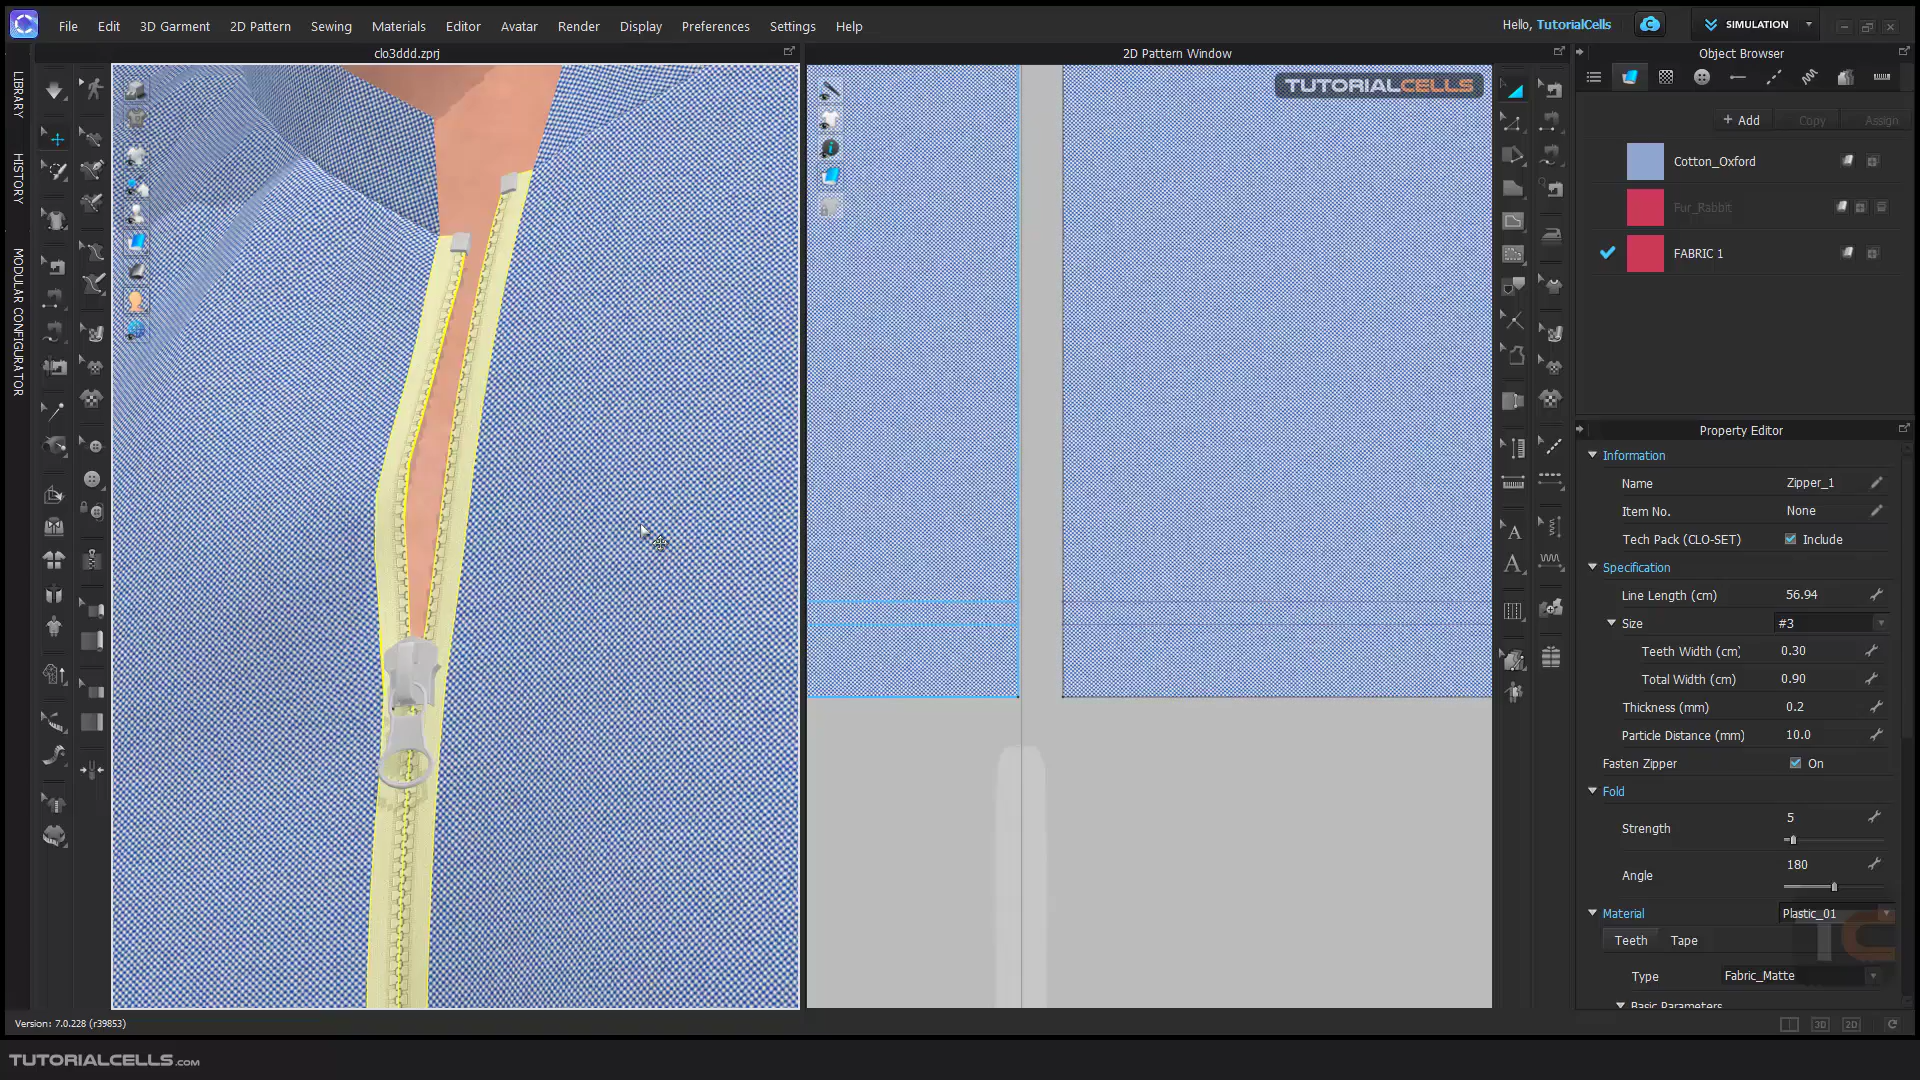 File Edit 3D Garment 2D Pattern Sewing Materials Editor Avatar Render Display Preferences Settings Help
Hello, TutorialCells
SIMULATION
clo3ddd.zprj
2D Pattern Window
Object Browser
LIBRARY
HISTORY
MODULAR CONFIGURATOR
TUTORIALCELLS
+ Add Copy Assign
Cotton_Oxford
Fur_Rabbit
FABRIC 1
Property Editor
Information
Name Zipper_1
Item No. None
Tech Pack (CLO-SET) Include
Specification
Line Length (cm) 56.94
Size #3
Teeth Width (cm) 0.30
Total Width (cm) 0.90
Thickness (mm) 0.2
Particle Distance (mm) 10.0
Fasten Zipper On
Fold
Strength 5
Angle 180
Material Plastic_01
Teeth Tape
TC
Type Fabric_Matte
Basic Parameters
Version: 7.0.228 (r39853)
3D 2D
TUTORIALCELLS.com